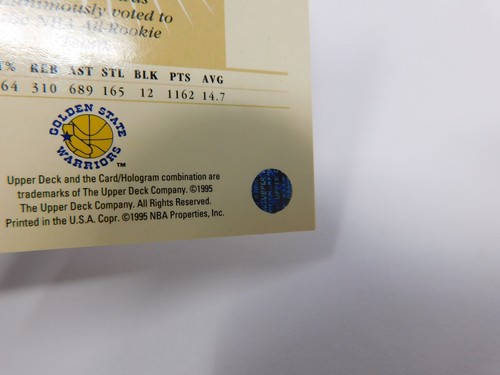 unanimously voted to
NBA All-Rookie
% REB AST STL BLK PTS AVG
64 310 689 165 12 1162 14.7
GOLDEN STATE
WARRIORS
TM
Upper Deck and the Card/Hologram combination are
trademarks of The Upper Deck Company. ©1995
The Upper Deck Company. All Rights Reserved.
Printed in the U.S.A. Copr. ©1995 NBA Properties, Inc.
UPPER